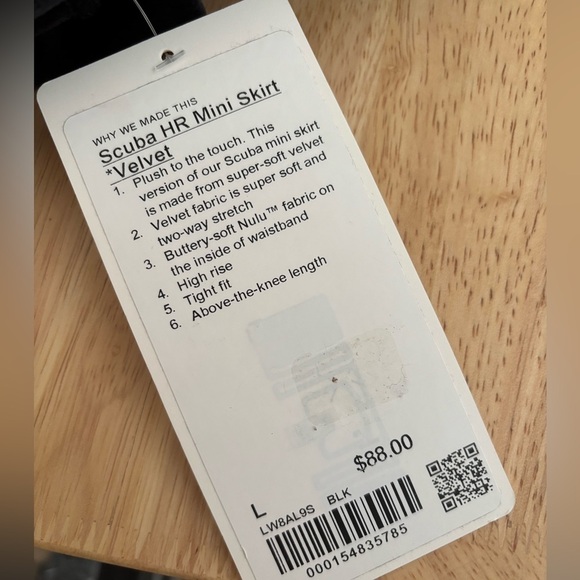 WHY WE MADE THIS
Scuba HR Mini Skirt
*Velvet
1. Plush to the touch. This
version of our Scuba mini skirt
is made from super-soft velvet
2. Velvet fabric is super soft and
two-way stretch
3. Buttery-soft Nulu™ fabric on
the inside of waistband
4. High rise
5. Tight fit
6. Above-the-knee length
$88.00
L
LW8AL9S BLK
000154835785